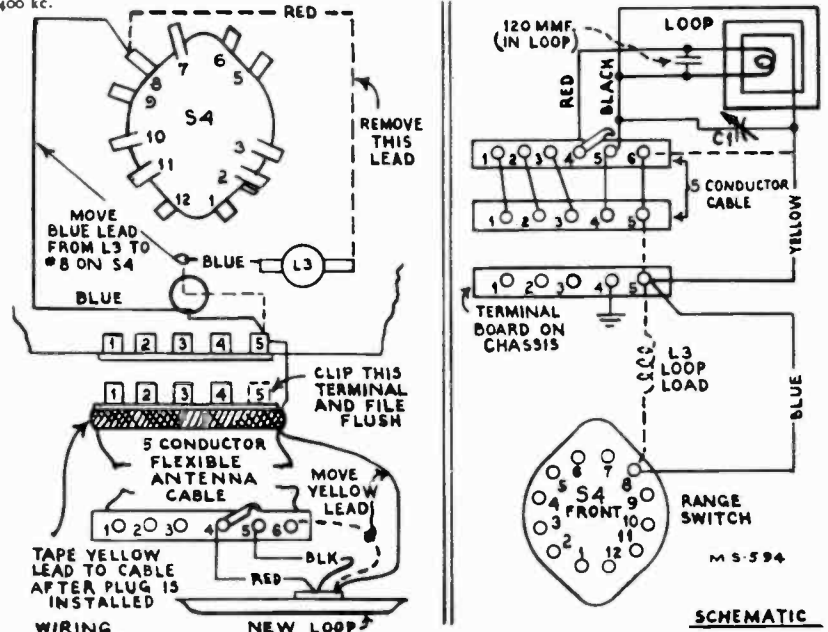 400 KC.
RED
7
6
5
8
9
S4
10
3
11
2
12
1
REMOVE
THIS
LEAD
MOVE
BLUE LEAD
FROM L3 TO
#8 ON S4
BLUE
L3
BLUE
1 2 3 4 5
1 2 3 4 5
CLIP THIS
TERMINAL
AND FILE
FLUSH
5 CONDUCTOR
FLEXIBLE
ANTENNA
CABLE
MOVE
YELLOW
LEAD
1 2 3 4 5 6
BLK
RED
TAPE YELLOW
LEAD TO CABLE
AFTER PLUG IS
INSTALLED
WIRING
NEW LOOP
120 MMF.
(IN LOOP)
LOOP
RED
BLACK
C1
1 2 3 4 5 6
5 CONDUCTOR
CABLE
1 2 3 4 5
YELLOW
1 2 3 4 5
TERMINAL
BOARD ON
CHASSIS
L3
LOOP
LOAD
BLUE
6 7
5 8
4 S4 9
FRONT
3 10
2 11
1 12
RANGE
SWITCH
MS-594
SCHEMATIC